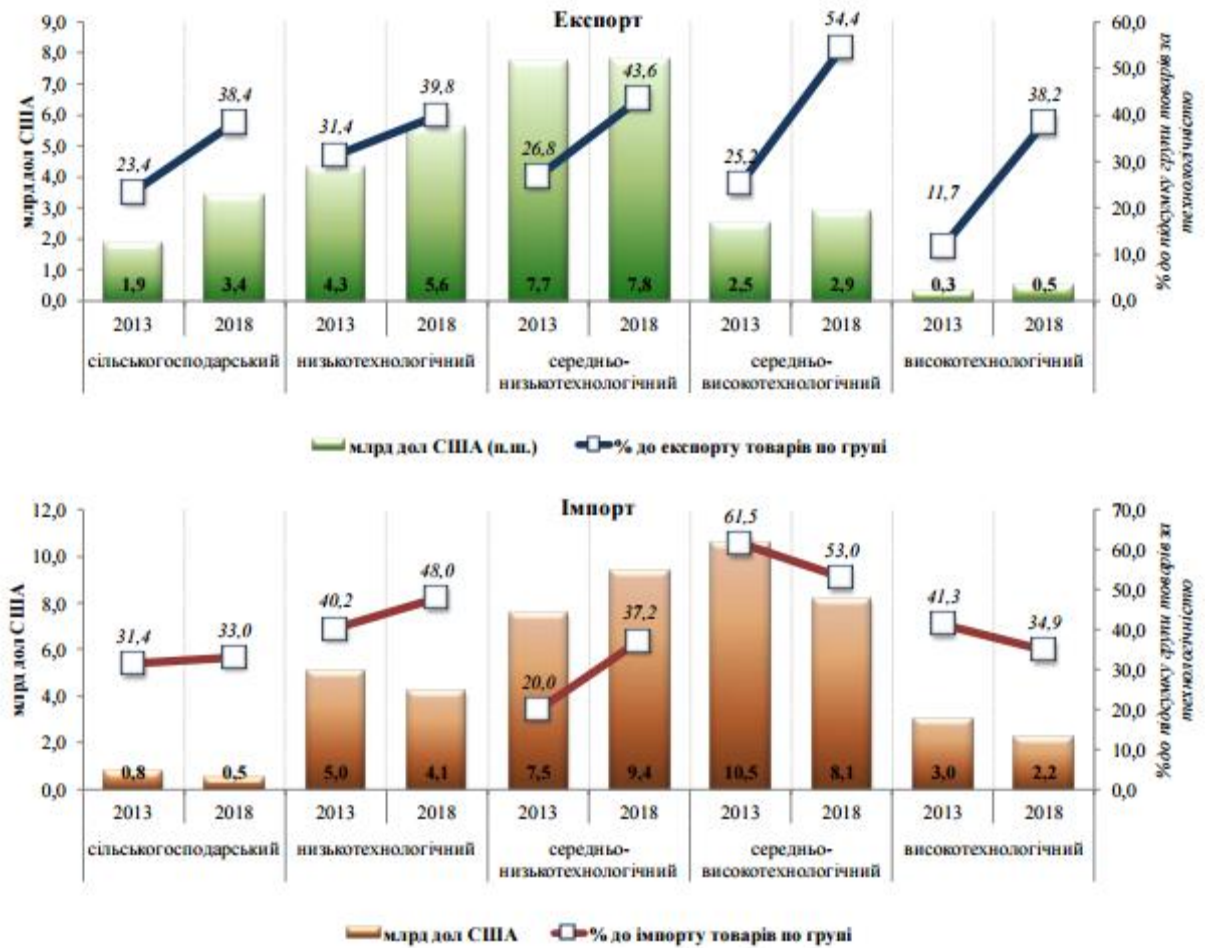 Експорт
млрд дол США
9,0
8,0
7,0
6,0
5,0
4,0
3,0
2,0
1,0
0,0
60,0
50,0
40,0
30,0
20,0
10,0
0,0
% до підсумку групи товарів за
технологічністю
23,4 38,4 31,4 39,8 26,8 43,6 25,2 54,4 11,7 38,2
1,9 3,4 4,3 5,6 7,7 7,8 2,5 2,9 0,3 0,5
2013 2018 2013 2018 2013 2018 2013 2018 2013 2018
сільськогосподарський низькотехнологічний середньо- середньо- високотехнологічний
низькотехнологічний високотехнологічний
млрд дол США (п.ш.) % до експорту товарів по групі
Імпорт
млрд дол США
12,0
10,0
8,0
6,0
4,0
2,0
0,0
70,0
60,0
50,0
40,0
30,0
20,0
10,0
0,0
% до підсумку групи товарів за
технологічністю
31,4 33,0 40,2 48,0 20,0 37,2 61,5 53,0 41,3 34,9
0,8 0,5 5,0 4,1 7,5 9,4 10,5 8,1 3,0 2,2
2013 2018 2013 2018 2013 2018 2013 2018 2013 2018
сільськогосподарський низькотехнологічний середньо- середньо- високотехнологічний
низькотехнологічний високотехнологічний
млрд дол США % до імпорту товарів по групі